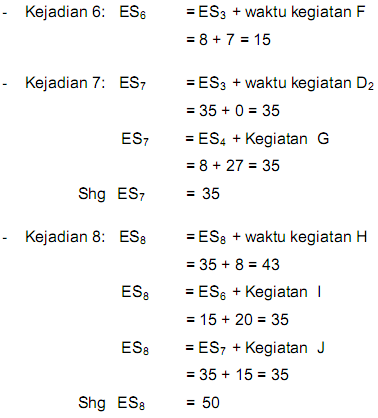 - Kejadian 6: ES6 = ES3 + waktu kegiatan F
= 8 + 7 = 15
- Kejadian 7: ES7 = ES3 + waktu kegiatan D2
= 35 + 0 = 35
ES7 = ES4 + Kegiatan G
= 8 + 27 = 35
Shg ES7 = 35
- Kejadian 8: ES8 = ES8 + waktu kegiatan H
= 35 + 8 = 43
ES8 = ES6 + Kegiatan I
= 15 + 20 = 35
ES8 = ES7 + Kegiatan J
= 35 + 15 = 35
Shg ES8 = 50